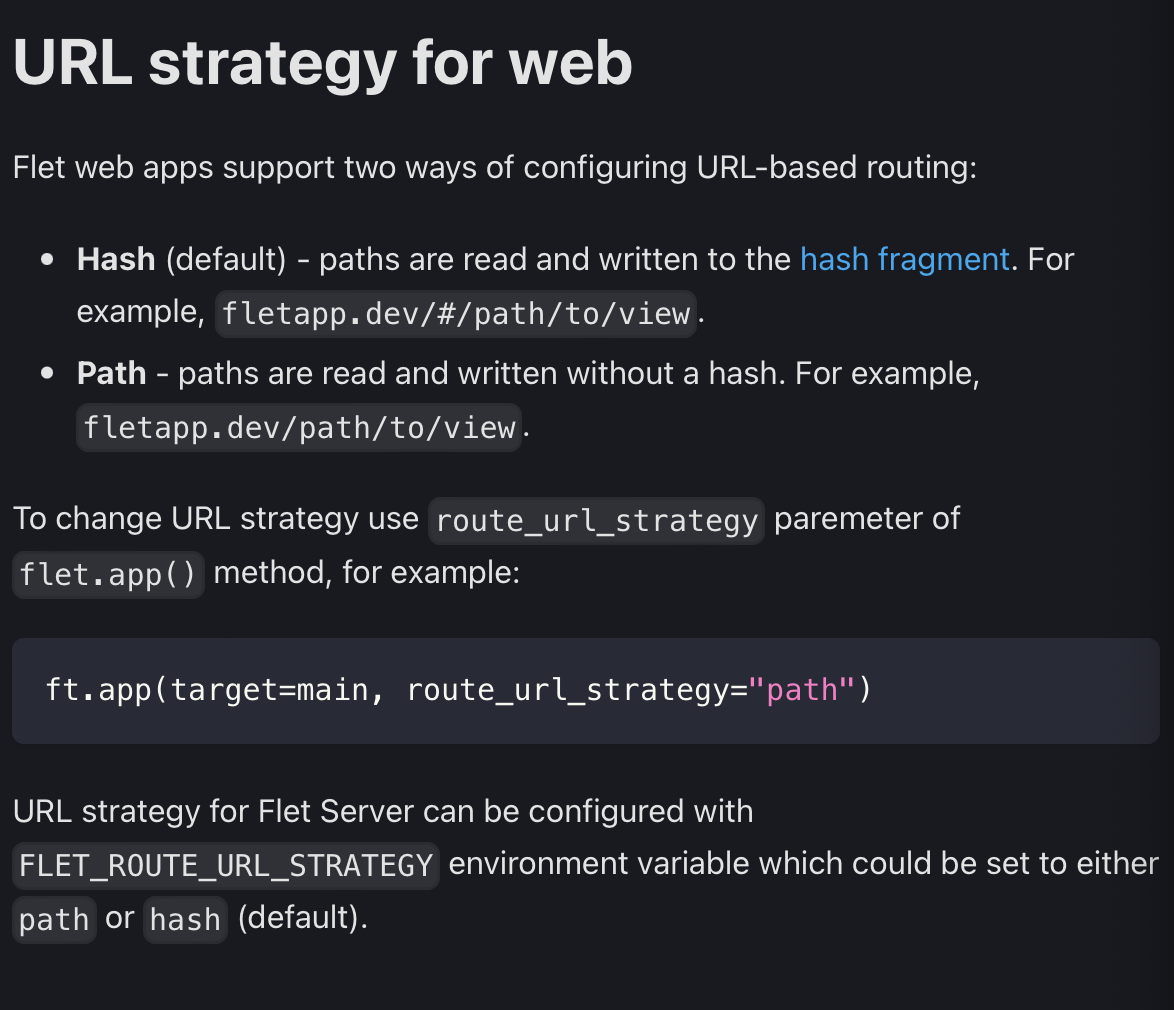 URL strategy for web
Flet web apps support two ways of configuring URL-based routing:
• Hash (default) - paths are read and written to the hash fragment. For
example, fletapp.dev/#/path/to/view.
• Path - paths are read and written without a hash. For example,
fletapp.dev/path/to/view.
To change URL strategy use route_url_strategy paremeter of
flet.app() method, for example:
ft.app(target=main, route_url_strategy="path")
URL strategy for Flet Server can be configured with
FLET_ROUTE_URL_STRATEGY environment variable which could be set to either
path or hash (default).